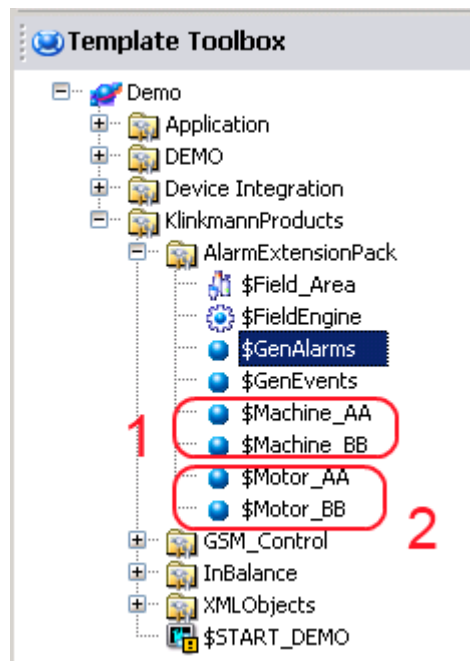 Template Toolbox
Demo
Application
DEMO
Device Integration
KlinkmannProducts
AlarmExtensionPack
$Field_Area
$FieldEngine
$GenAlarms
$GenEvents
1
$Machine_AA
$Machine_BB
$Motor_AA
$Motor_BB
2
GSM_Control
InBalance
XMLObjects
$START_DEMO